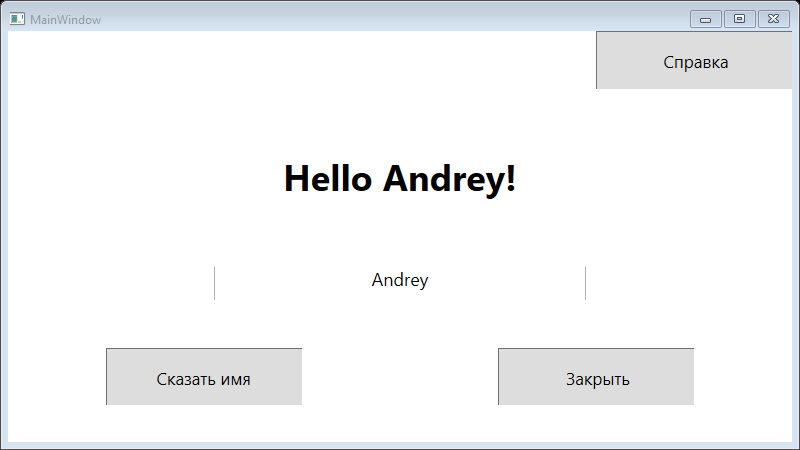 MainWindow
Справка
Hello Andrey!
Andrey
Сказать имя
Закрыть